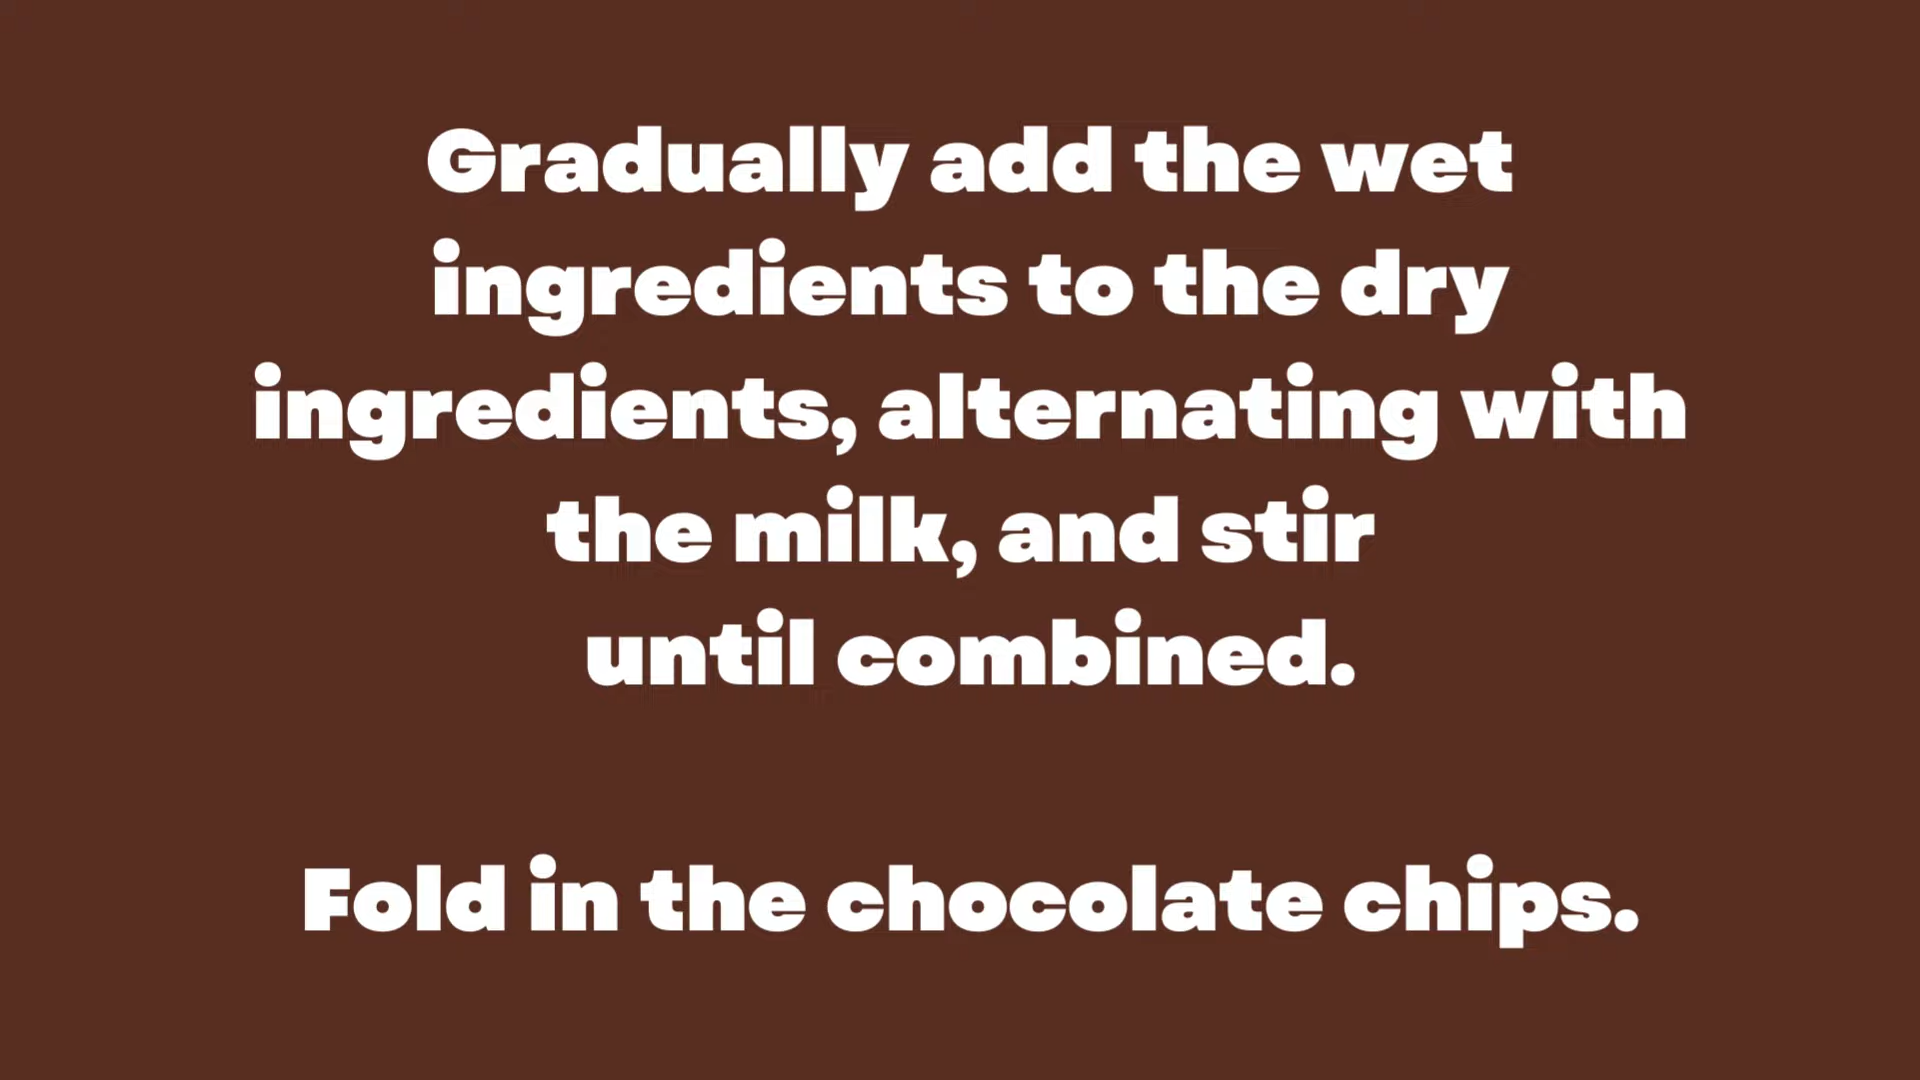 Gradually add the wet
ingredients to the dry
ingredients, alternating with
the milk, and stir
until combined.
Fold in the chocolate chips.